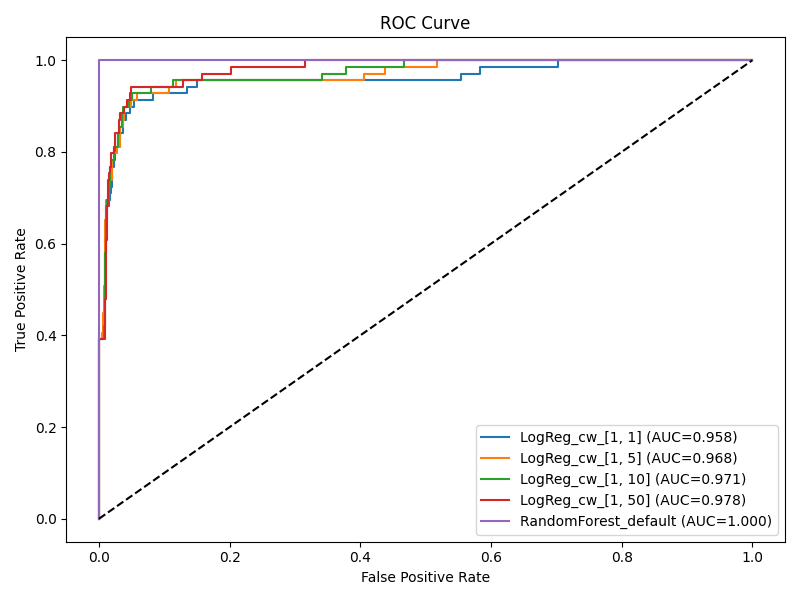 ROC Curve
1.0
0.8
0.6
0.4
0.2
0.0
True Positive Rate
0.0 0.2 0.4 0.6 0.8 1.0
False Positive Rate
LogReg_cw_[1, 1] (AUC=0.958)
LogReg_cw_[1, 5] (AUC=0.968)
LogReg_cw_[1, 10] (AUC=0.971)
LogReg_cw_[1, 50] (AUC=0.978)
RandomForest_default (AUC=1.000)